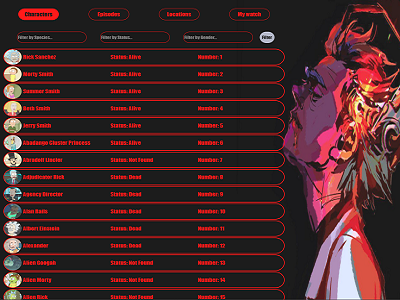 Characters Episodes Locations My watch
Filter by Species... Filter by Status... Filter by Gender... Filter
Rick Sanchez Status: Alive Number: 1
Morty Smith Status: Alive Number: 2
Summer Smith Status: Alive Number: 3
Beth Smith Status: Alive Number: 4
Jerry Smith Status: Alive Number: 5
Abadango Cluster Princess Status: Alive Number: 6
Abradolf Lincler Status: Not Found Number: 7
Adjudicator Rick Status: Dead Number: 8
Agency Director Status: Dead Number: 9
Alan Rails Status: Dead Number: 10
Albert Einstein Status: Dead Number: 11
Alexander Status: Dead Number: 12
Alien Googah Status: Not Found Number: 13
Alien Morty Status: Not Found Number: 14
Alien Rick Status: Not Found Number: 15